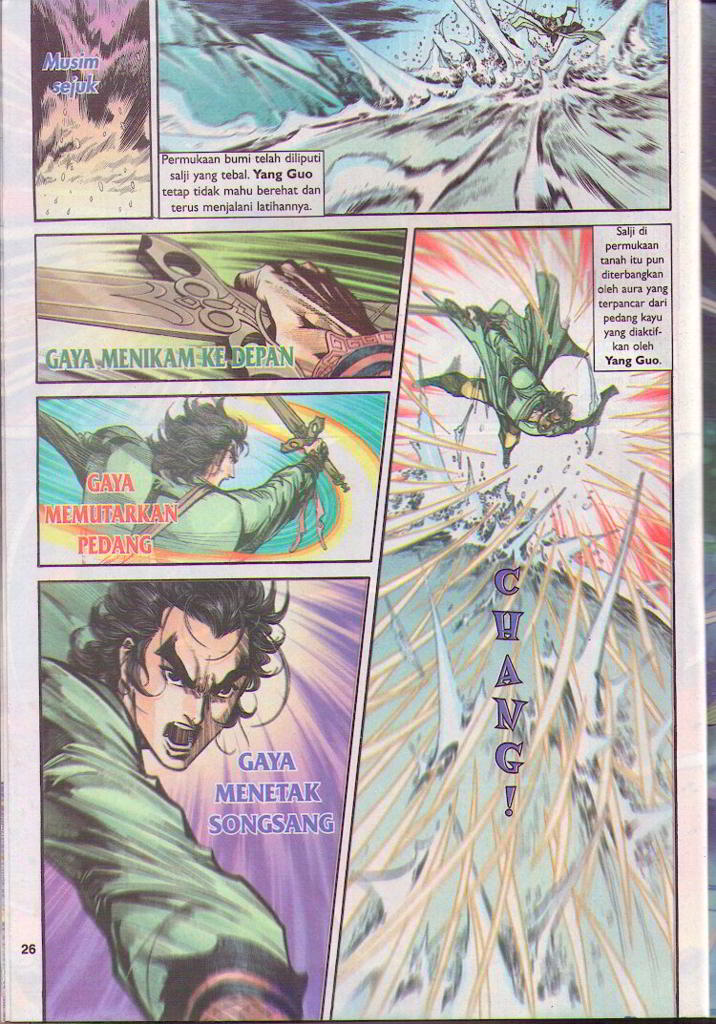 Musim
sejuk
Permukaan bumi telah diliputi
salji yang tebal. Yang Guo
tetap tidak mahu berehat dan
terus menjalani latihannya.
GAYA MENIKAM KE DEPAN
GAYA
MEMUTARKAN
PEDANG
GAYA
MENETAK
SONGSANG
Salji di
permukaan
tanah itu pun
diterbangkan
oleh aura yang
terpancar dari
pedang kayu
yang diaktif-
kan oleh
Yang Guo.
CHANG!
26